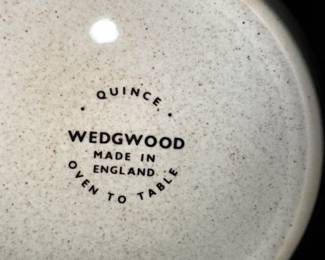 • QUINCE •
WEDGWOOD
MADE IN
ENGLAND
OVEN TO TABLE